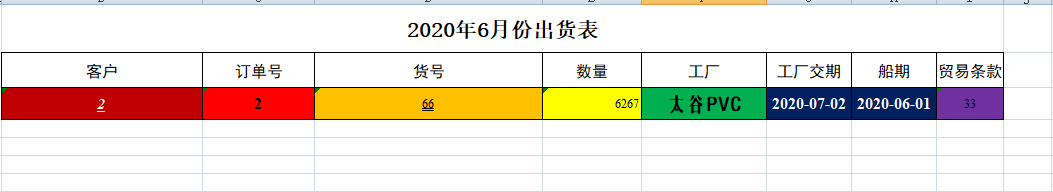 2020年6月份出货表
客户 订单号 货号 数量 工厂 工厂交期 船期 贸易条款
2 2 66 6267 太谷PVC 2020-07-02 2020-06-01 33